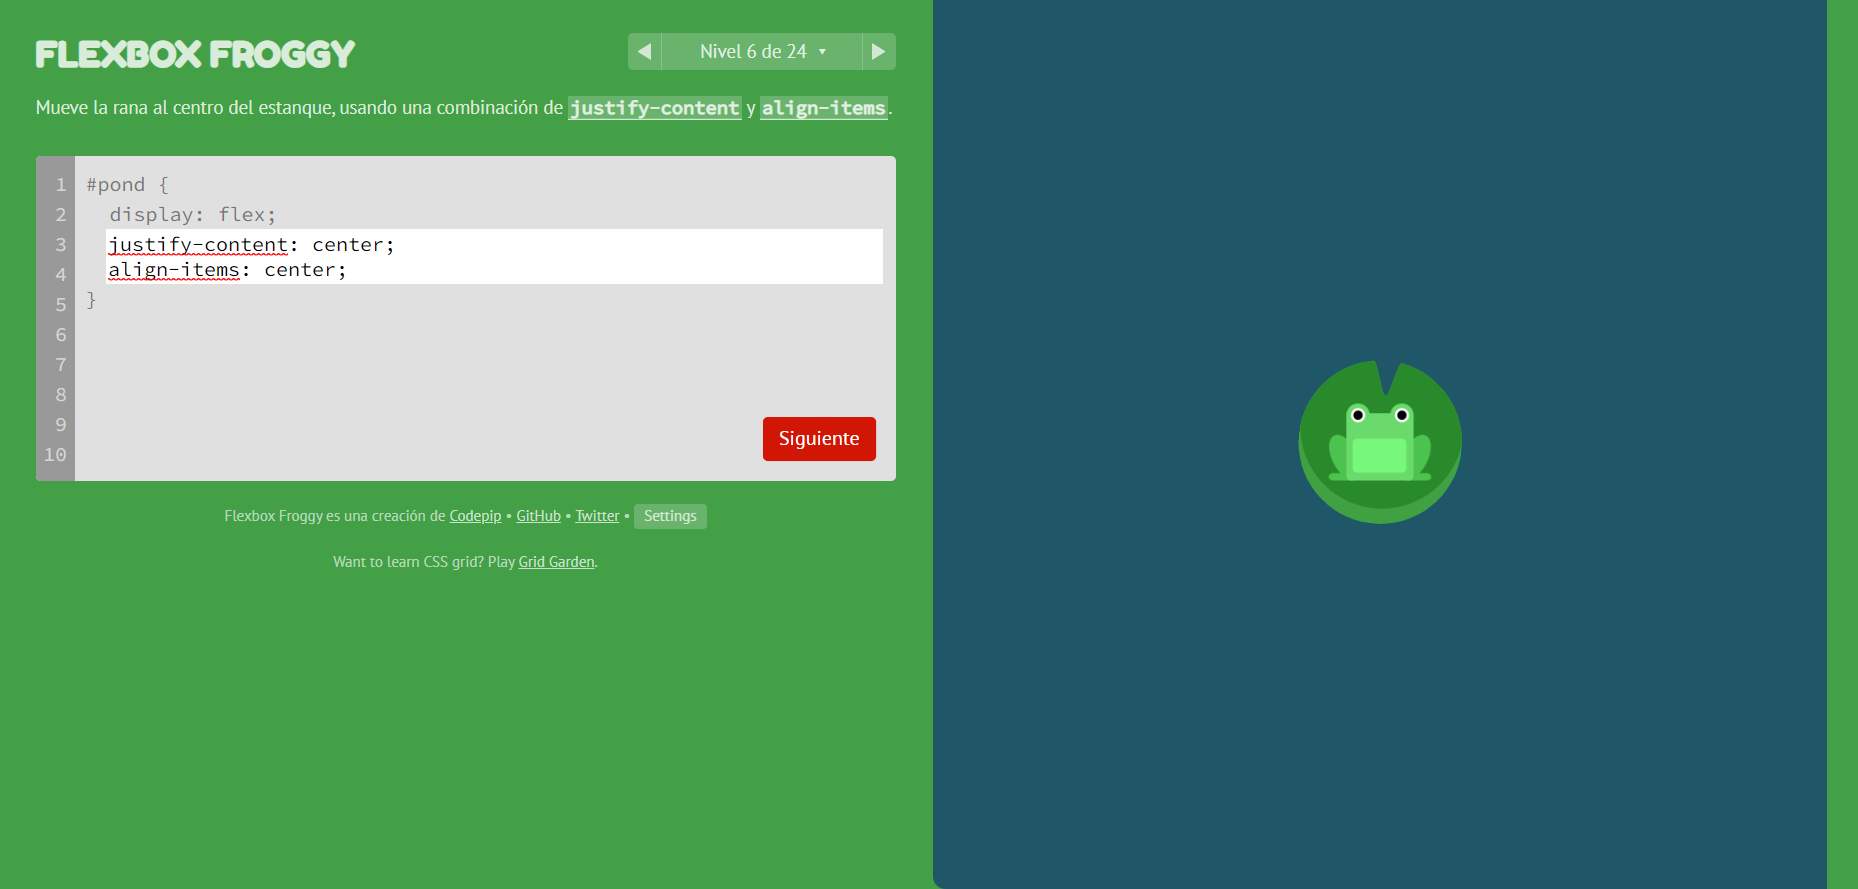 FLEXBOX FROGGY
◀ Nivel 6 de 24 ▼ ▶
Mueve la rana al centro del estanque, usando una combinación de justify-content y align-items.
1 #pond {
2 display: flex;
3 justify-content: center;
4 align-items: center;
5 }
6
7
8
9
10
Siguiente
Flexbox Froggy es una creación de Codepip • GitHub • Twitter • Settings
Want to learn CSS grid? Play Grid Garden.